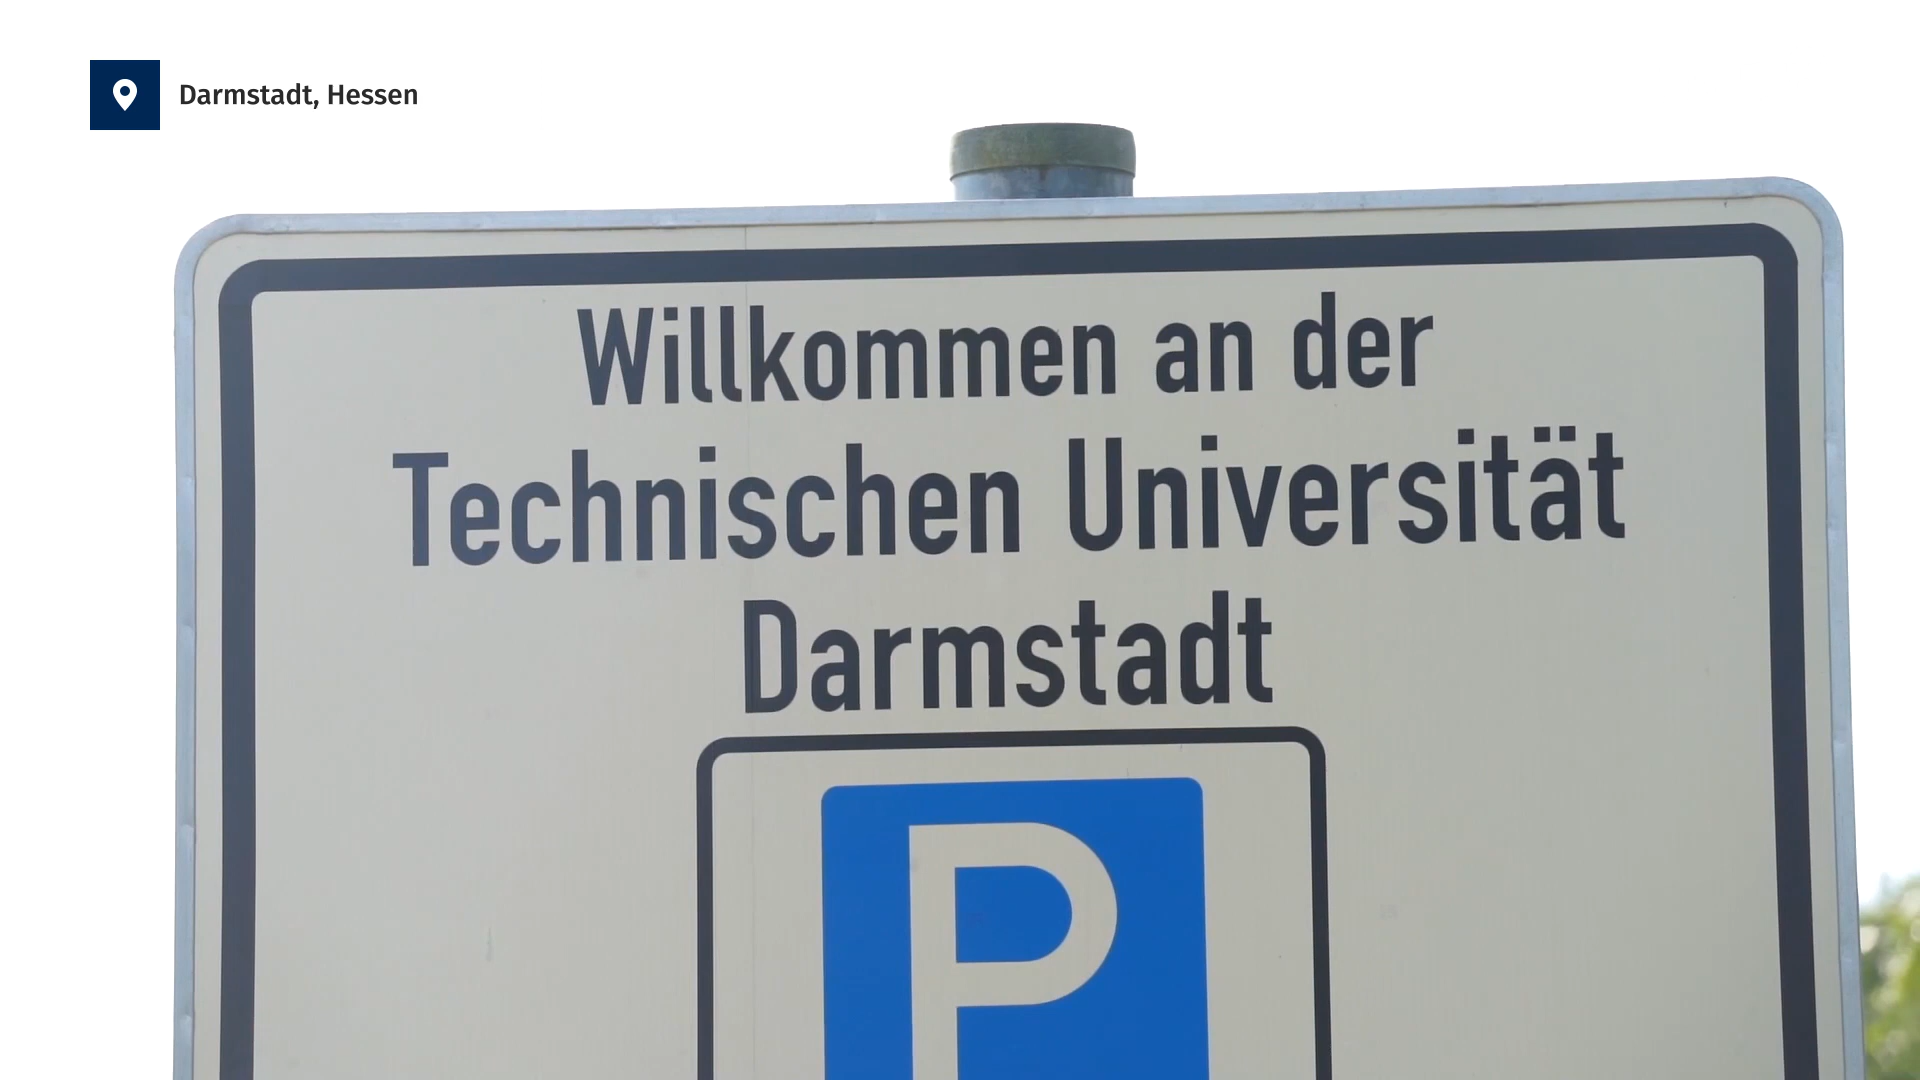 Darmstadt, Hessen
Willkommen an der
Technischen Universität
Darmstadt
P